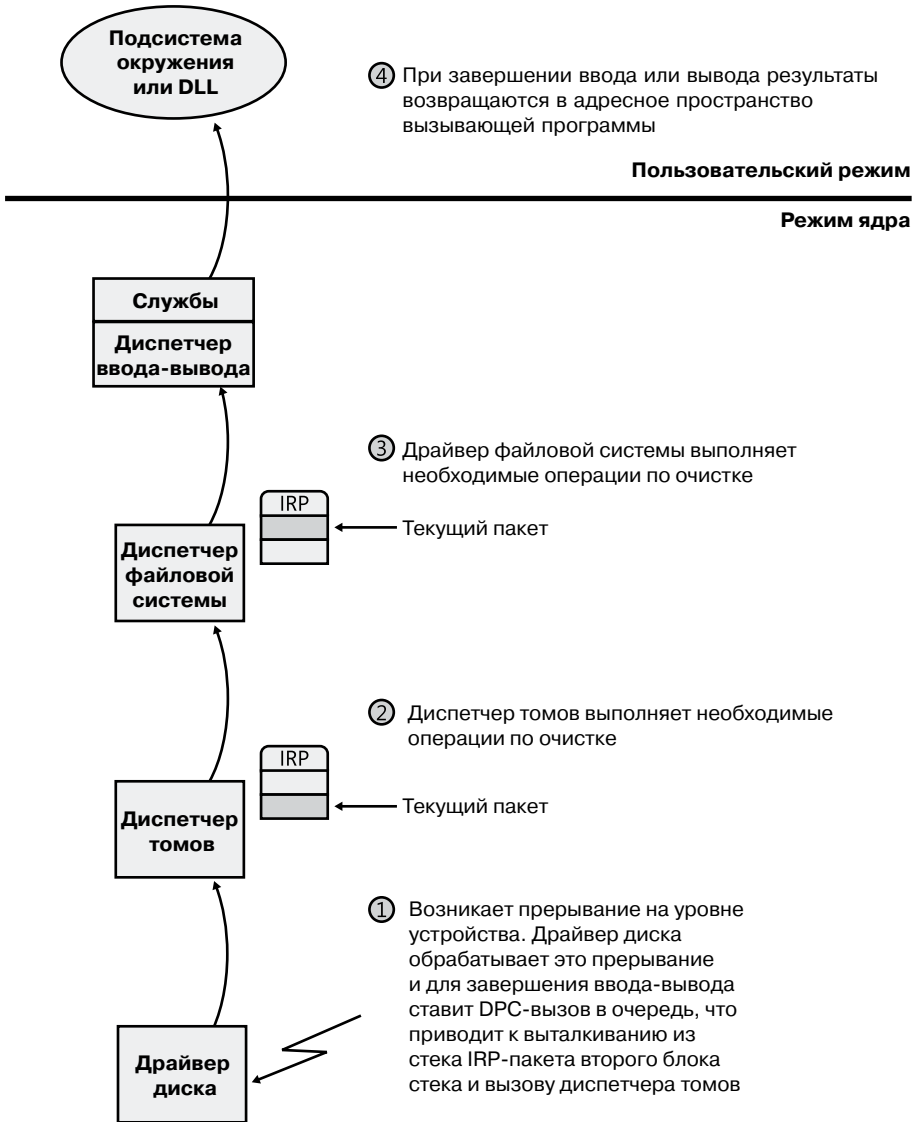 Подсистема
окружения
или DLL
4 При завершении ввода или вывода результаты
возвращаются в адресное пространство
вызывающей программы
Пользовательский режим
Режим ядра
Службы
Диспетчер
ввода-вывода
3 Драйвер файловой системы выполняет
необходимые операции по очистке
IRP
Текущий пакет
Диспетчер
файловой
системы
2 Диспетчер томов выполняет необходимые
операции по очистке
IRP
Текущий пакет
Диспетчер
томов
1 Возникает прерывание на уровне
устройства. Драйвер диска
обрабатывает это прерывание
и для завершения ввода-вывода
ставит DPC-вызов в очередь, что
приводит к выталкиванию из
стека IRP-пакета второго блока
стека и вызову диспетчера томов
Драйвер
диска